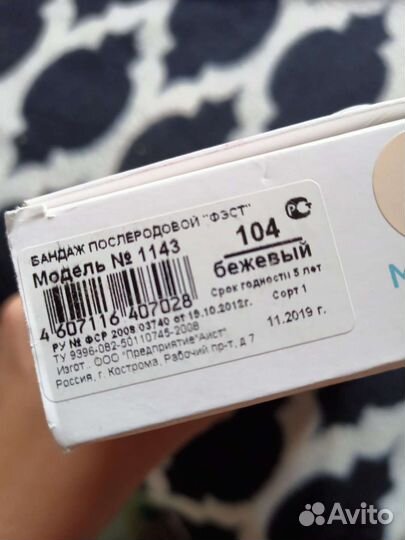 БАНДАЖ ПОСЛЕРОДОВОЙ "ФЭСТ"
Модель № 1143
104
бежевый
Срок годности 5 лет
Сорт 1
11.2019 г.
4 607116 407028
РУ № ФСР 2008 03740 от 19.10.2012г.
ТУ 9396-082-50110745-2008
Изгот.: ООО "Предприятие"Аист"
Россия, г. Кострома, Рабочий пр-т, д 7
М
Avito